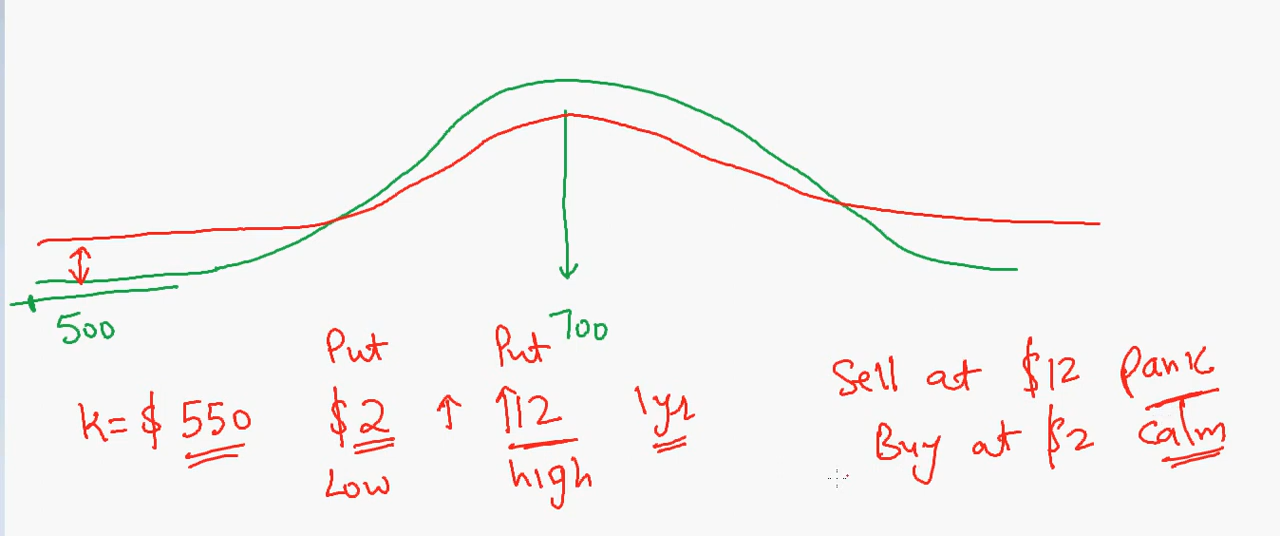 500
700
Put
Put
K= $ 550 $2 ↑ ↑12 1yr
Low
high
Sell at $12 Panic
Buy at $2 Calm